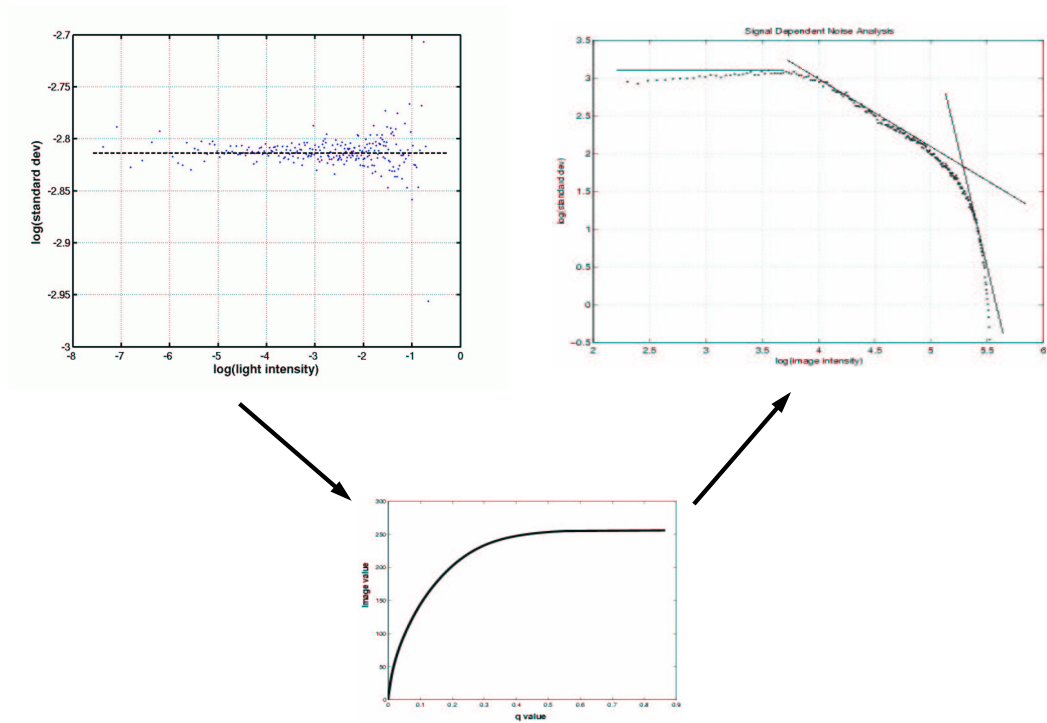 -2.7
-2.75
-2.8
-2.85
-2.9
-2.95
-3
log(standard dev)
-8 -7 -6 -5 -4 -3 -2 -1 0
log(light intensity)
Signal Dependent Noise Analysis
3.5
3
2.5
2
1.5
1
0.5
0
-0.5
log(standard dev)
2 2.5 3 3.5 4 4.5 5 5.5 6
log(image intensity)
300
250
200
150
100
50
0
Image value
0 0.1 0.2 0.3 0.4 0.5 0.6 0.7 0.8 0.9
q value